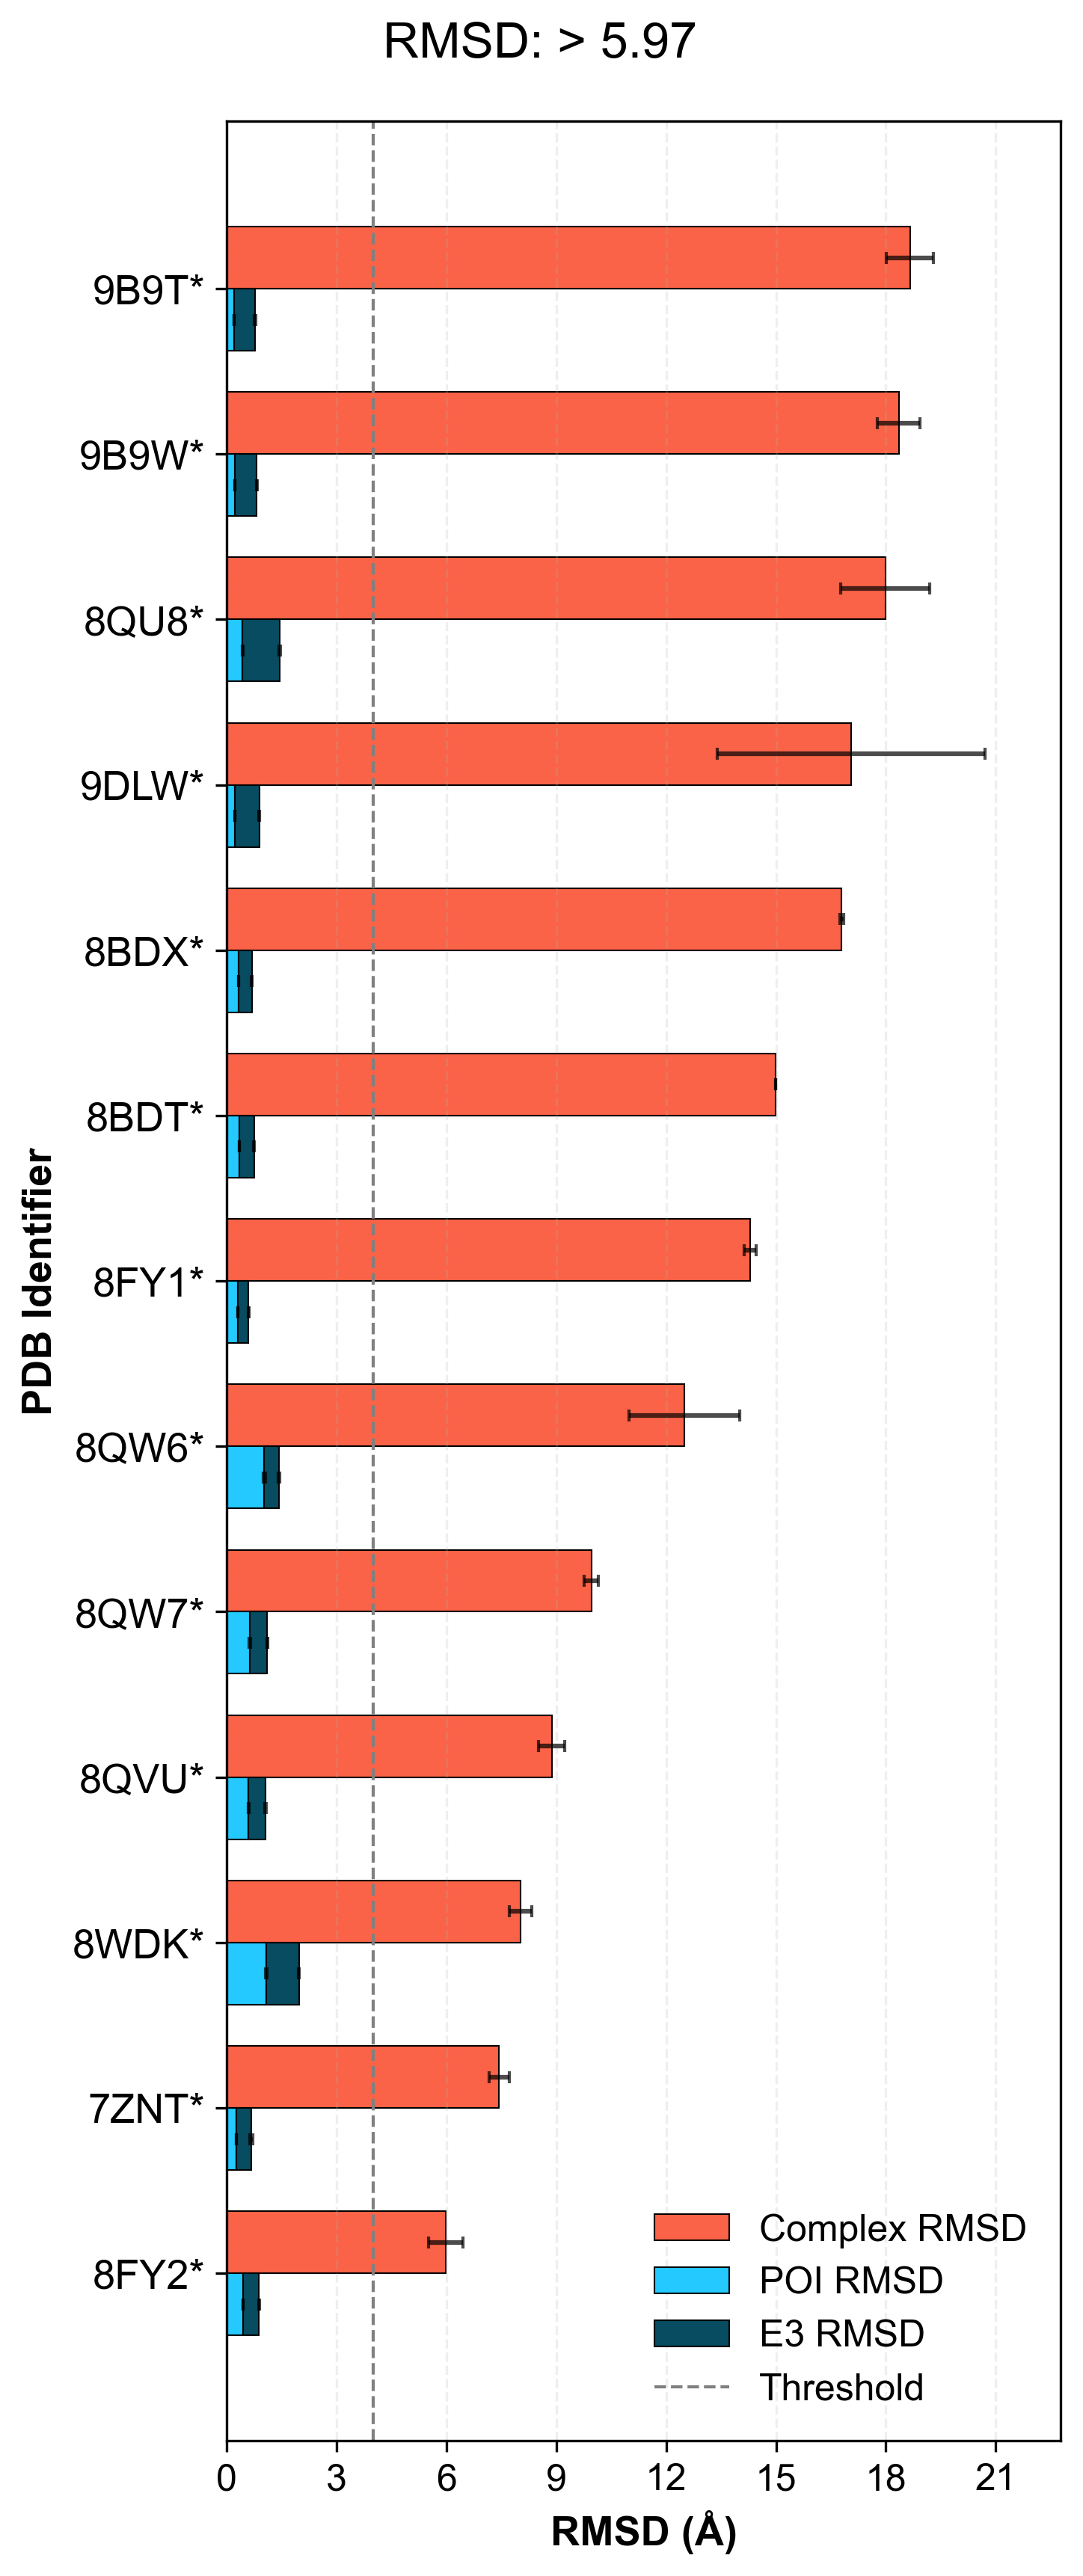 RMSD: > 5.97
9B9T*
9B9W*
8QU8*
9DLW*
8BDX*
8BDT*
8FY1*
8QW6*
8QW7*
8QVU*
8WDK*
7ZNT*
8FY2*
PDB Identifier
Complex RMSD
POI RMSD
E3 RMSD
Threshold
0 3 6 9 12 15 18 21
RMSD (Å)